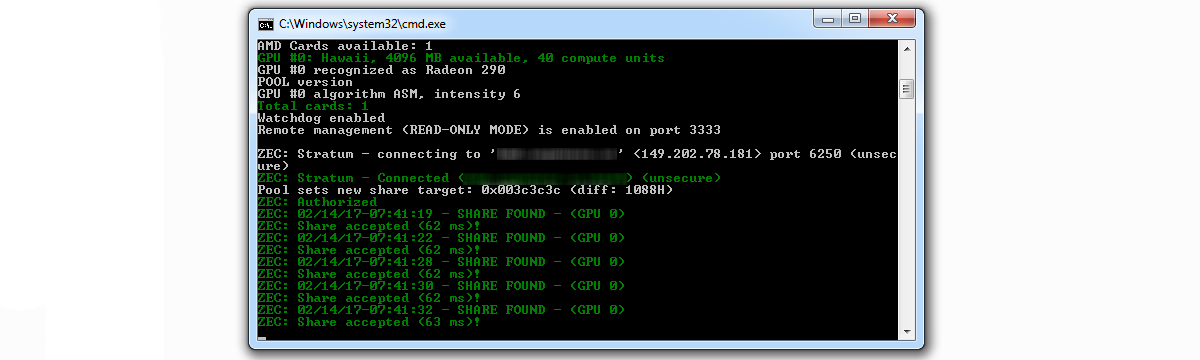 C:\Windows\system32\cmd.exe
AMD Cards available: 1
GPU #0: Hawaii, 4096 MB available, 40 compute units
GPU #0 recognized as Radeon 290
POOL version
GPU #0 algorithm ASM, intensity 6
Total cards: 1
Watchdog enabled
Remote management (READ-ONLY MODE) is enabled on port 3333
ZEC: Stratum - connecting to '' <149.202.78.181> port 6250 (unsec
ure)
ZEC: Stratum - Connected () (unsecure)
Pool sets new share target: 0x003c3c3c (diff: 1088H)
ZEC: Authorized
ZEC: 02/14/17-07:41:19 - SHARE FOUND - (GPU 0)
ZEC: Share accepted (62 ms)!
ZEC: 02/14/17-07:41:22 - SHARE FOUND - (GPU 0)
ZEC: Share accepted (62 ms)!
ZEC: 02/14/17-07:41:28 - SHARE FOUND - (GPU 0)
ZEC: Share accepted (62 ms)!
ZEC: 02/14/17-07:41:30 - SHARE FOUND - (GPU 0)
ZEC: Share accepted (62 ms)!
ZEC: 02/14/17-07:41:32 - SHARE FOUND - (GPU 0)
ZEC: Share accepted (63 ms)!